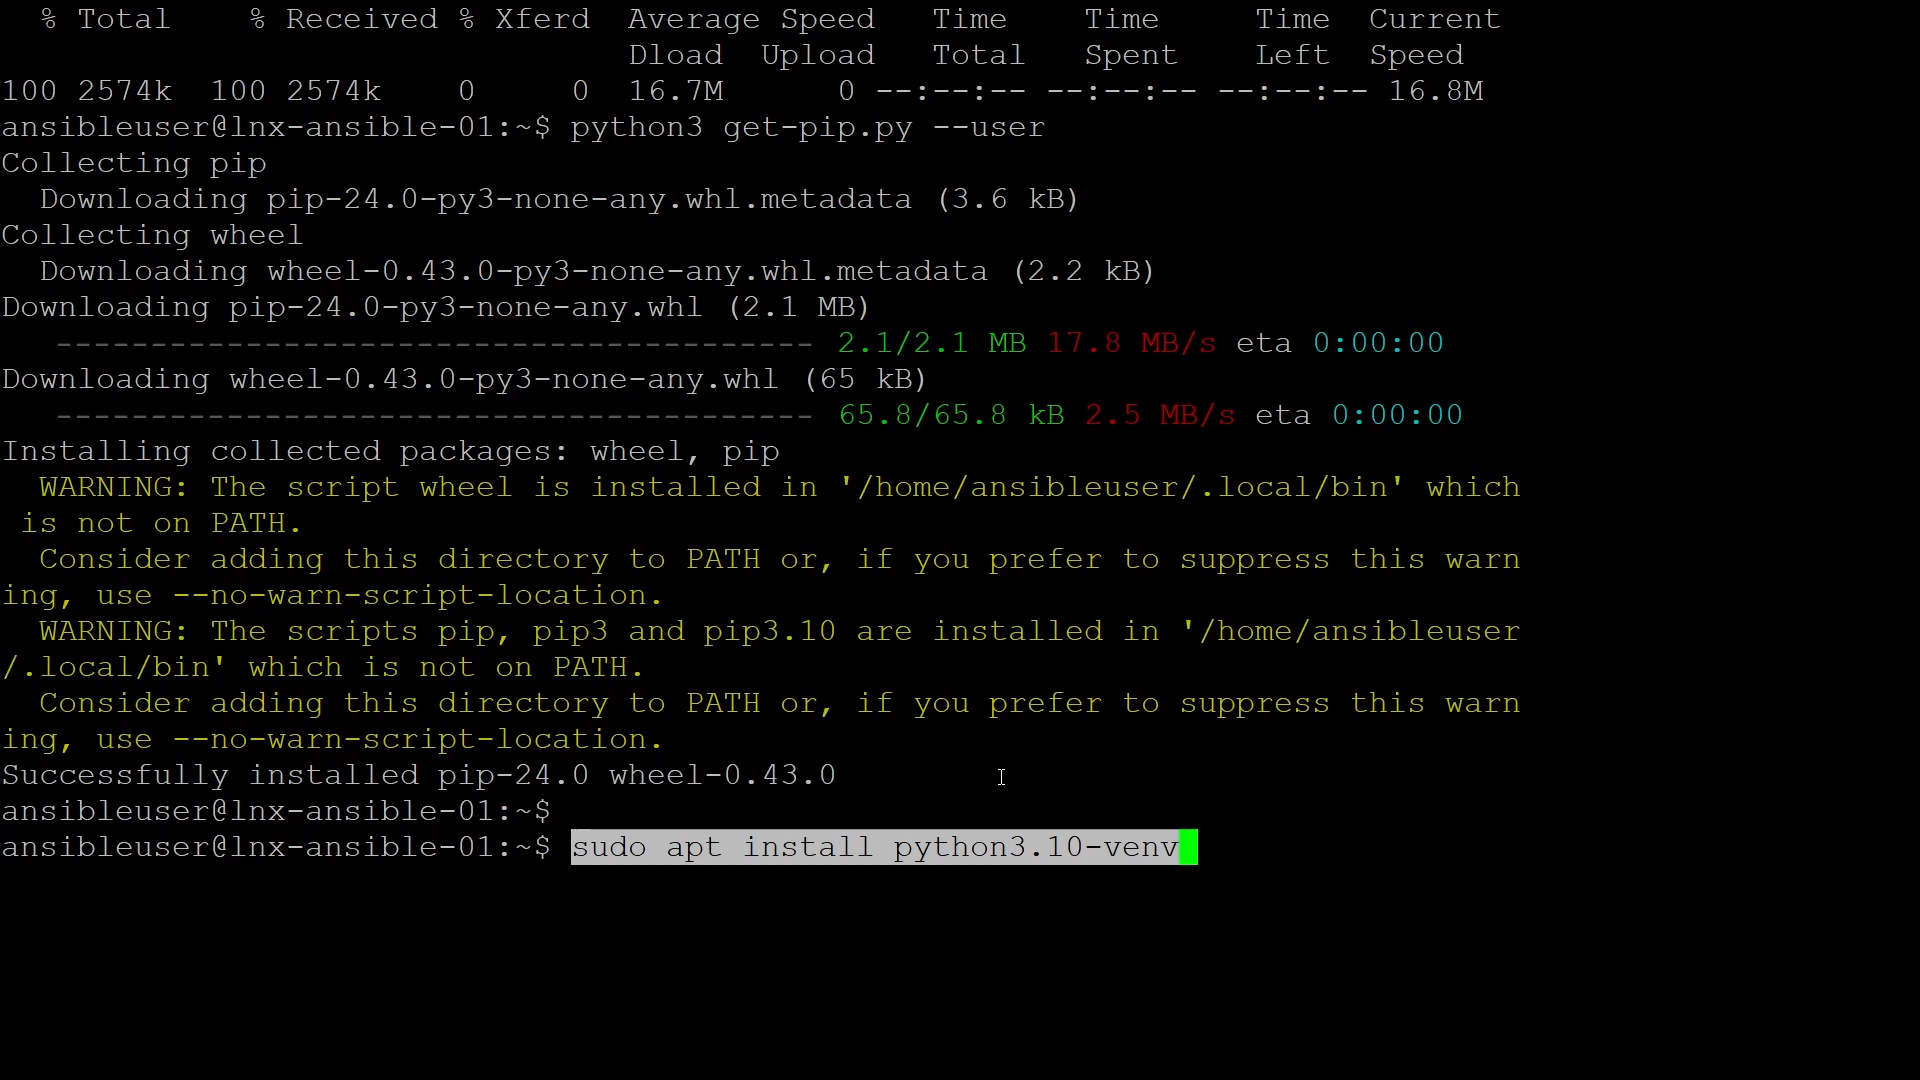 % Total % Received % Xferd Average Speed Time Time Time Current
Dload Upload Total Spent Left Speed
100 2574k 100 2574k 0 0 16.7M 0 --:--:-- --:--:-- --:--:-- 16.8M
ansibleuser@lnx-ansible-01:~$ python3 get-pip.py --user
Collecting pip
Downloading pip-24.0-py3-none-any.whl.metadata (3.6 kB)
Collecting wheel
Downloading wheel-0.43.0-py3-none-any.whl.metadata (2.2 kB)
Downloading pip-24.0-py3-none-any.whl (2.1 MB)
---------------------------------------- 2.1/2.1 MB 17.8 MB/s eta 0:00:00
Downloading wheel-0.43.0-py3-none-any.whl (65 kB)
---------------------------------------- 65.8/65.8 kB 2.5 MB/s eta 0:00:00
Installing collected packages: wheel, pip
WARNING: The script wheel is installed in '/home/ansibleuser/.local/bin' which
is not on PATH.
Consider adding this directory to PATH or, if you prefer to suppress this warn
ing, use --no-warn-script-location.
WARNING: The scripts pip, pip3 and pip3.10 are installed in '/home/ansibleuser
/.local/bin' which is not on PATH.
Consider adding this directory to PATH or, if you prefer to suppress this warn
ing, use --no-warn-script-location.
Successfully installed pip-24.0 wheel-0.43.0
ansibleuser@lnx-ansible-01:~$
ansibleuser@lnx-ansible-01:~$ sudo apt install python3.10-venv